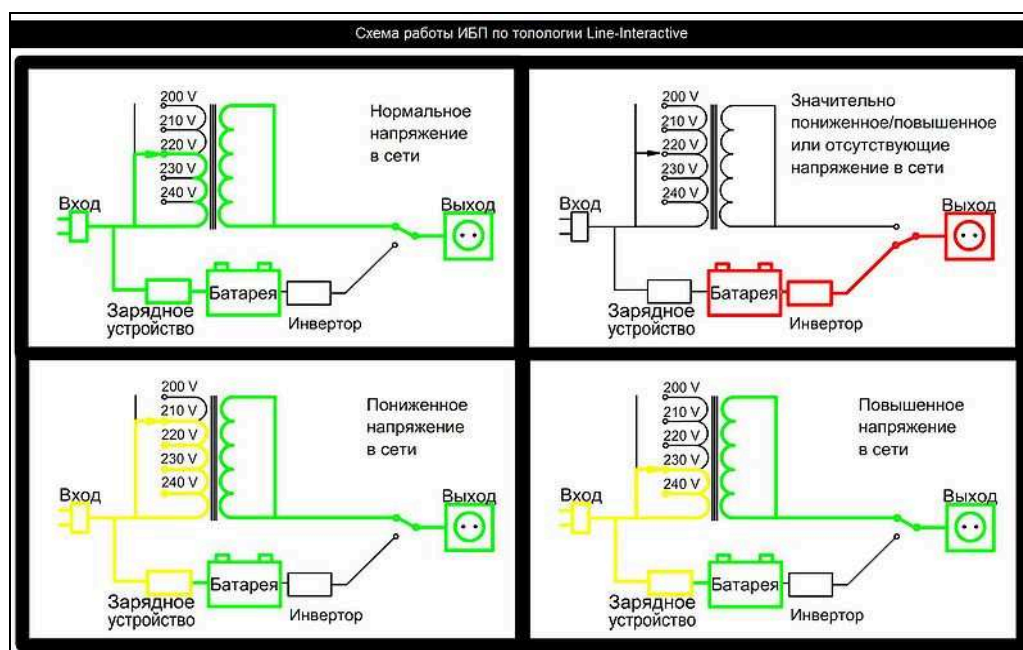 Схема работы ИБП по топологии Line-Interactive
200 V
210 V
220 V
230 V
240 V
Нормальное
напряжение
в сети
Вход
Выход
Батарея
Зарядное
устройство
Инвертор
200 V
210 V
220 V
230 V
240 V
Значительно
пониженное/повышенное
или отсутствующие
напряжение в сети
Вход
Выход
Батарея
Зарядное
устройство
Инвертор
200 V
210 V
220 V
230 V
240 V
Пониженное
напряжение
в сети
Вход
Выход
Батарея
Зарядное
устройство
Инвертор
200 V
210 V
220 V
230 V
240 V
Повышенное
напряжение
в сети
Вход
Выход
Батарея
Зарядное
устройство
Инвертор